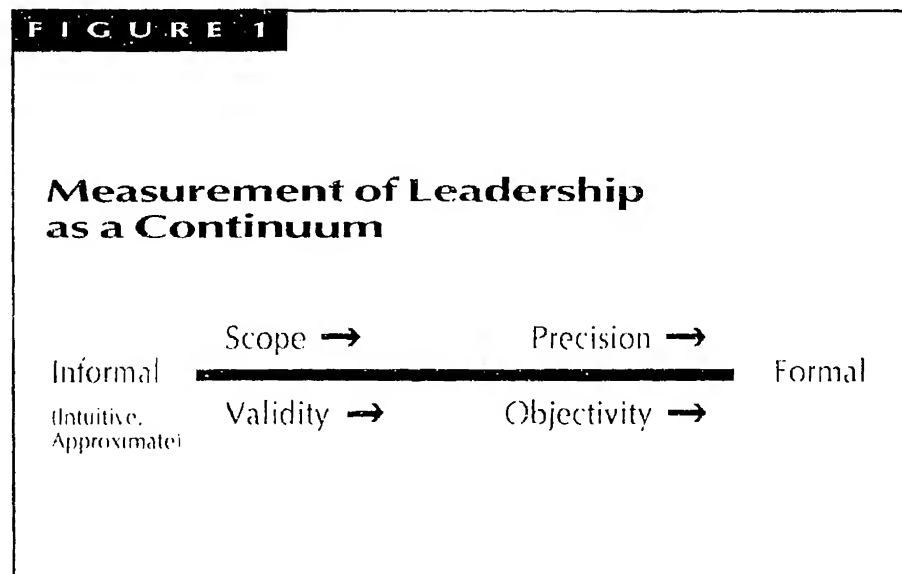 FIGURE 1
Measurement of Leadership
as a Continuum
Scope → Precision →
Informal Formal
(Intuitive, Validity → Objectivity →
Approximate)